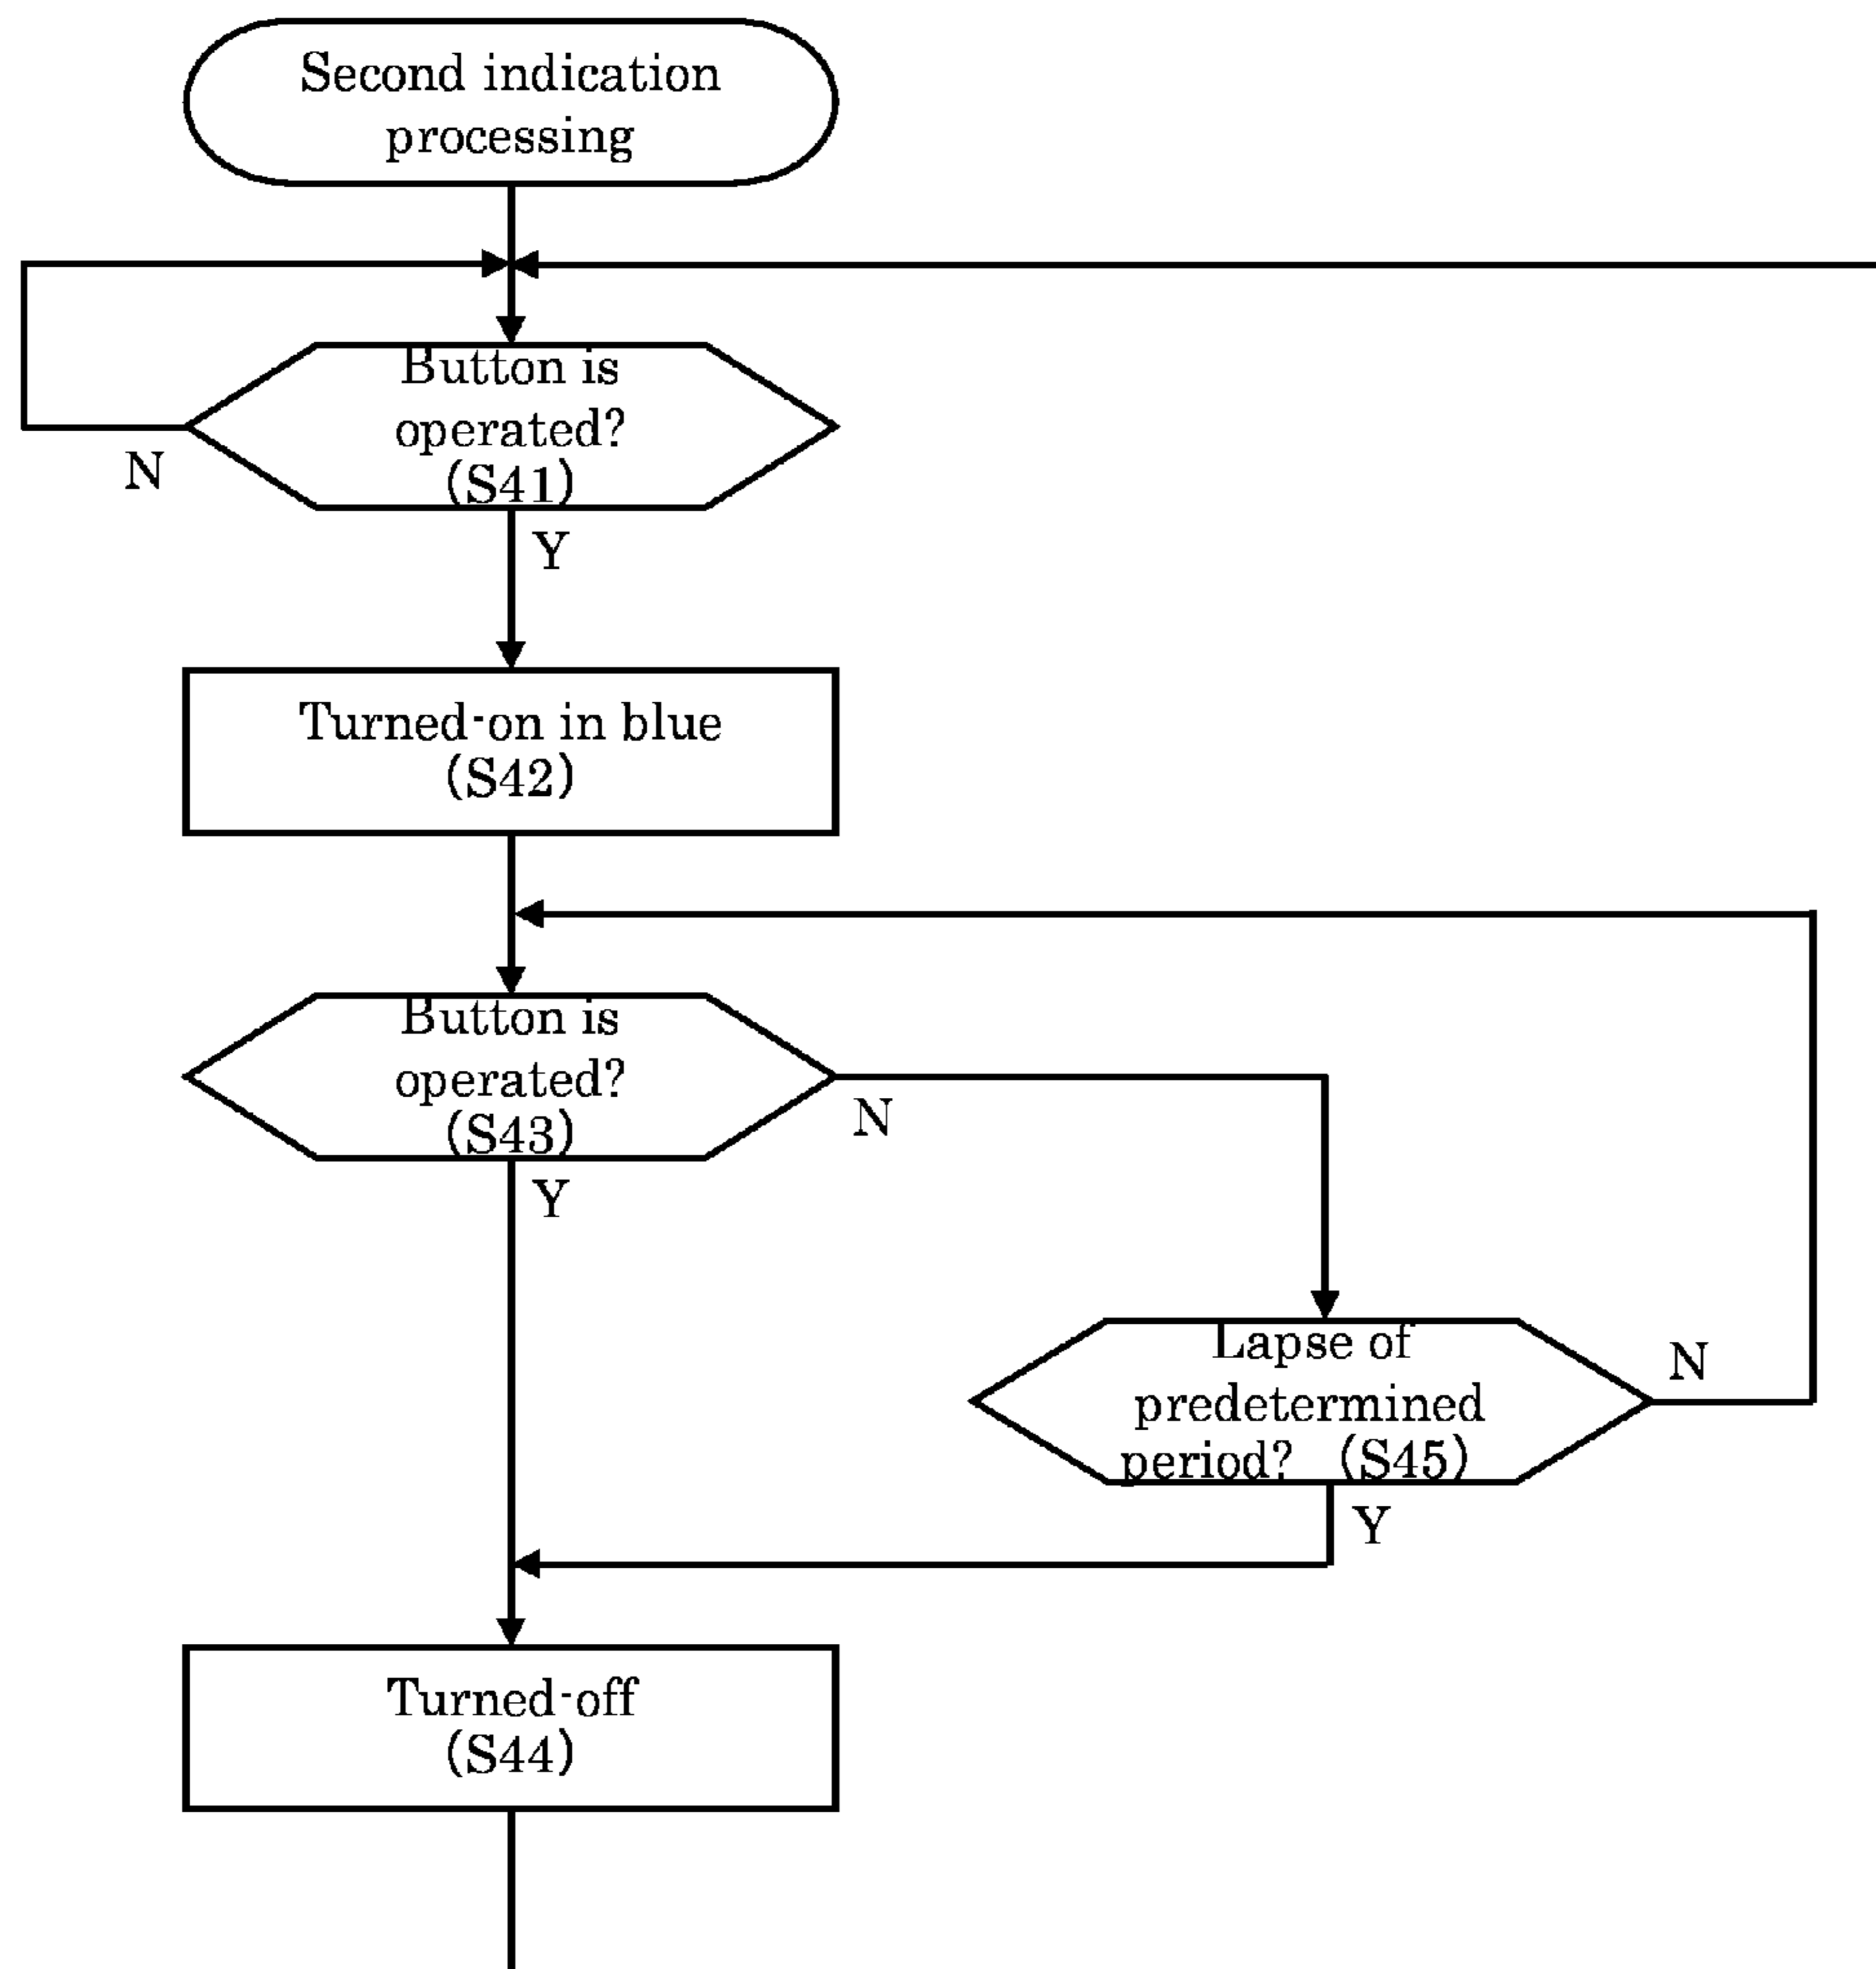 Second indication
processing
Button is
operated?
(S41)
N
Y
Turned-on in blue
(S42)
Button is
operated?
(S43)
N
Y
Lapse of
predetermined
period? (S45)
N
Y
Turned-off
(S44)